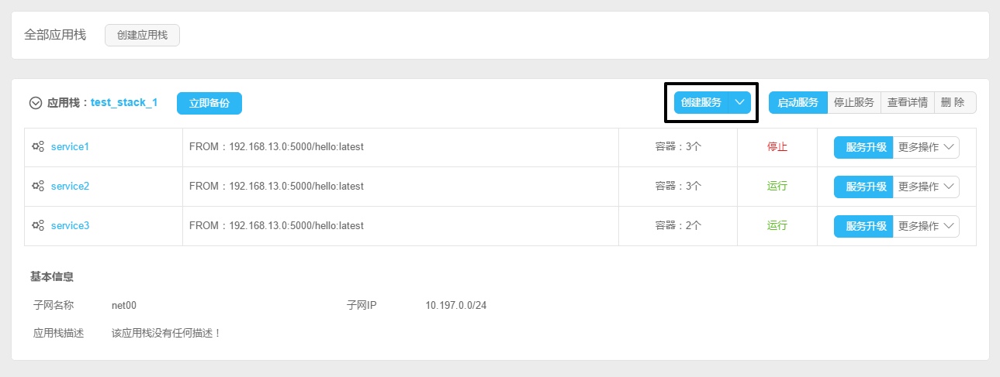 全部应用栈 创建应用栈
应用栈：test_stack_1 立即备份 创建服务 启动服务 停止服务 查看详情 删 除
service1 FROM：192.168.13.0:5000/hello:latest 容器：3个 停止 服务升级 更多操作
service2 FROM：192.168.13.0:5000/hello:latest 容器：3个 运行 服务升级 更多操作
service3 FROM：192.168.13.0:5000/hello:latest 容器：2个 运行 服务升级 更多操作
基本信息
子网名称 net00 子网IP 10.197.0.0/24
应用栈描述 该应用栈没有任何描述！